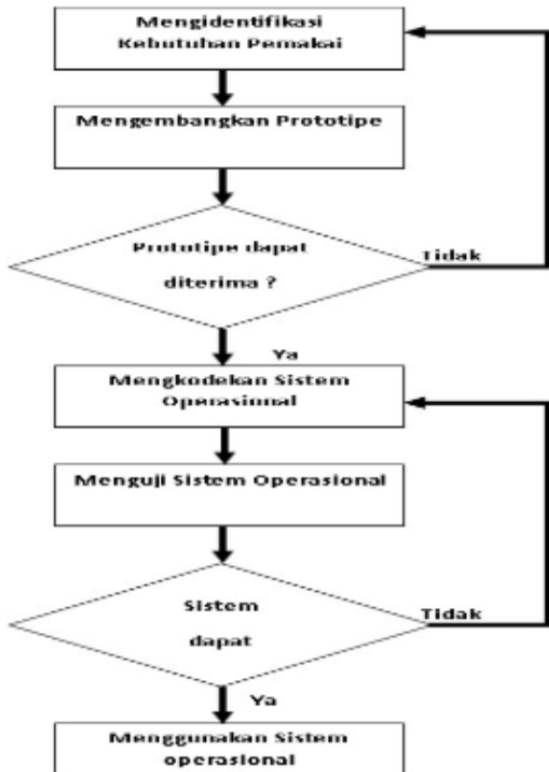 Mengidentifikasi
Kebutuhan Pemakai
Mengembangkan Prototipe
Prototipe dapat
diterima ?
Tidak
Ya
Mengkodekan Sistem
Operasional
Menguji Sistem Operasional
Sistem
dapat
Tidak
Ya
Menggunakan Sistem
operasional